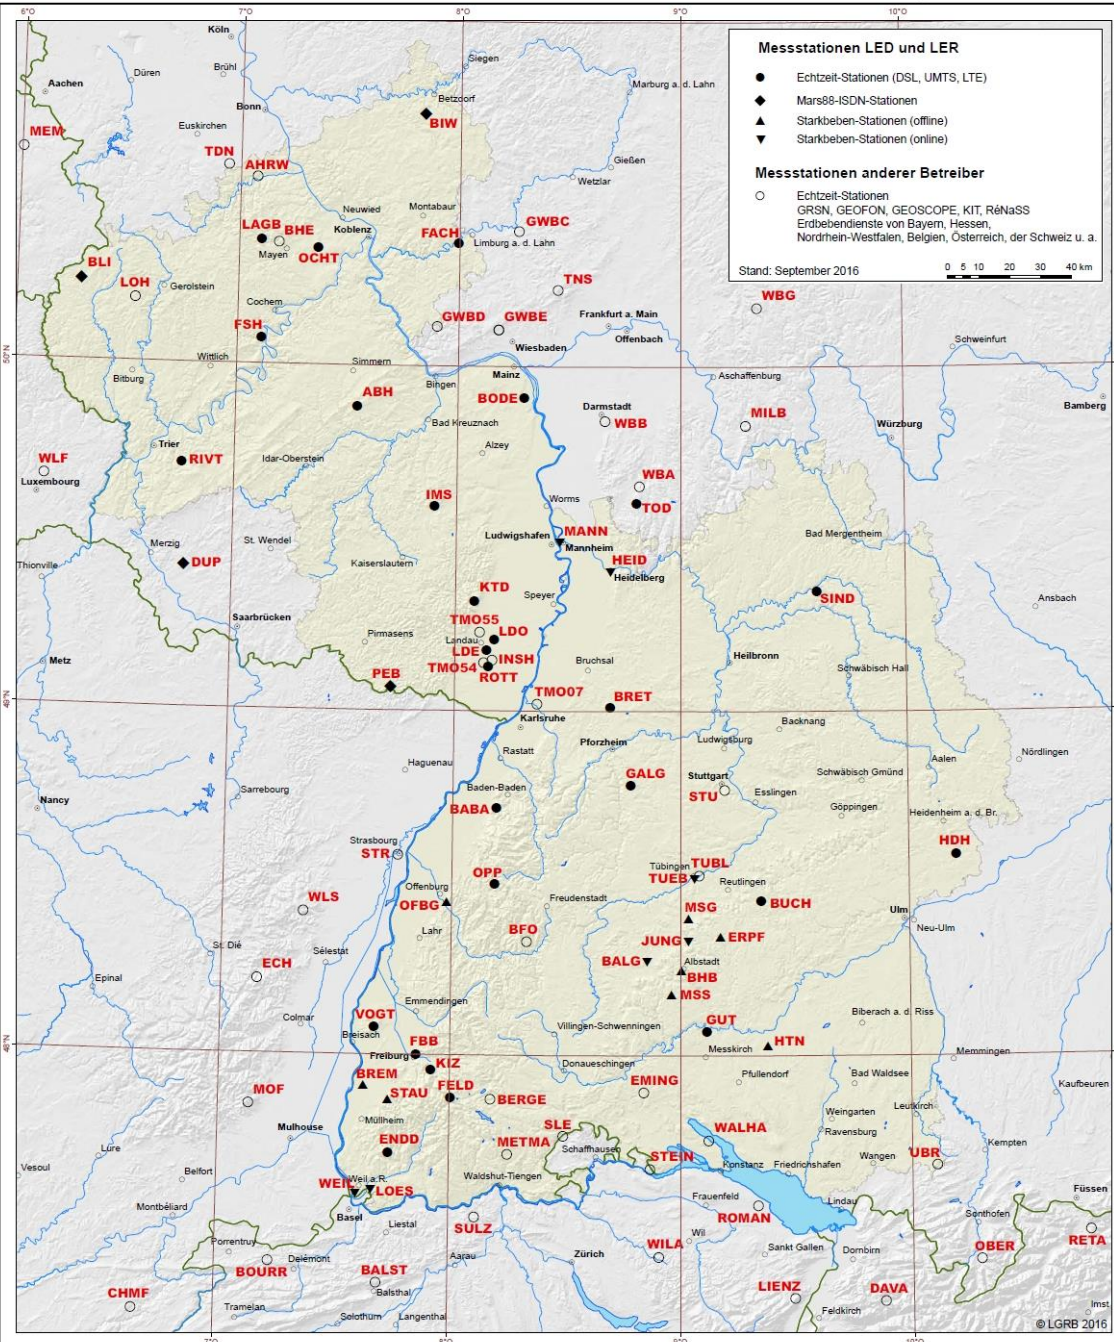 6°O
7°O
8°O
9°O
10°O
Messstationen LED und LER
Echtzeit-Stationen (DSL, UMTS, LTE)
Mars88-ISDN-Stationen
Starkbeben-Stationen (offline)
Starkbeben-Stationen (online)
Messstationen anderer Betreiber
Echtzeit-Stationen
GRSN, GEOFON, GEOSCOPE, KIT, RéNaSS
Erdbebendienste von Bayern, Hessen,
Nordrhein-Westfalen, Belgien, Österreich, der Schweiz u. a.
Stand: September 2016
0 5 10 20 30 40 km
Köln
Brühl
Siegen
Düren
Aachen
Marburg a. d. Lahn
Betzdorf
Bonn
BIW
Euskirchen
MEM
TDN
AHRW
Gießen
Wetzlar
Neuwied
Montabaur
GWBC
LAGB
BHE
Koblenz
FACH
Limburg a. d. Lahn
Mayen
OCHT
BLI
LOH
Gerolstein
TNS
WBG
Cochem
GWBD
GWBE
Frankfurt a. Main
Offenbach
FSH
Wiesbaden
Schweinfurt
50°N
Wittlich
Simmern
Mainz
Bitburg
Bingen
Aschaffenburg
ABH
BODE
Bamberg
Darmstadt
WBB
MILB
Bad Kreuznach
Würzburg
Trier
Alzey
RIVT
Idar-Oberstein
WLF
Luxembourg
WBA
IMS
Worms
TOD
Ludwigshafen
MANN
Mannheim
Bad Mergentheim
Merzig
St. Wendel
DUP
Thionville
Kaiserslautern
HEID
Heidelberg
KTD
Speyer
SIND
Ansbach
Saarbrücken
TMO55
LDO
Pirmasens
Landau
LDE
INSH
TMO54
ROTT
Metz
Heilbronn
Bruchsal
Schwäbisch Hall
PEB
TMO07
BRET
49°N
Karlsruhe
Backnang
Pforzheim
Ludwigsburg
Rastatt
Nördlingen
Haguenau
Aalen
GALG
Stuttgart
Schwäbisch Gmünd
Sarrebourg
Baden-Baden
STU
Esslingen
Nancy
BABA
Göppingen
Heidenheim a. d. Br.
Strasbourg
STR
HDH
Tübingen
TUBL
OPP
TUEB
Offenburg
Reutlingen
OFBG
Freudenstadt
BUCH
WLS
MSG
Ulm
Neu-Ulm
Lahr
BFO
JUNG
ERPF
St. Dié
Sélestat
BALG
Albstadt
ECH
BHB
Epinal
MSS
Emmendingen
VOGT
Biberach a. d. Riss
Colmar
Breisach
Villingen-Schwenningen
GUT
FBB
HTN
48°N
Freiburg
Messkirch
Memmingen
KIZ
Donaueschingen
BREM
FELD
Pfullendorf
Bad Waldsee
STAU
BERGE
EMING
Kaufbeuren
MOF
Leutkirch
Müllheim
Weingarten
SLE
Ravensburg
Mulhouse
ENDD
METMA
WALHA
Kempten
Lure
Schaffhausen
Wangen
UBR
Vesoul
STEIN
Konstanz
Friedrichshafen
Belfort
WEIL
Weil a.R.
LOES
Waldshut-Tiengen
Füssen
Montbéliard
Basel
Frauenfeld
Lindau
ROMAN
Sonthofen
Liestal
SULZ
Wil
RETA
Porrentruy
Delémont
Aarau
Zürich
WILA
Sankt Gallen
Dornbirn
OBER
BOURR
BALST
Balsthal
CHMF
LIENZ
DAVA
Tramelan
Solothurn
Langenthal
Feldkirch
Imst
© LGRB 2016
7°O
8°O
9°O
10°O